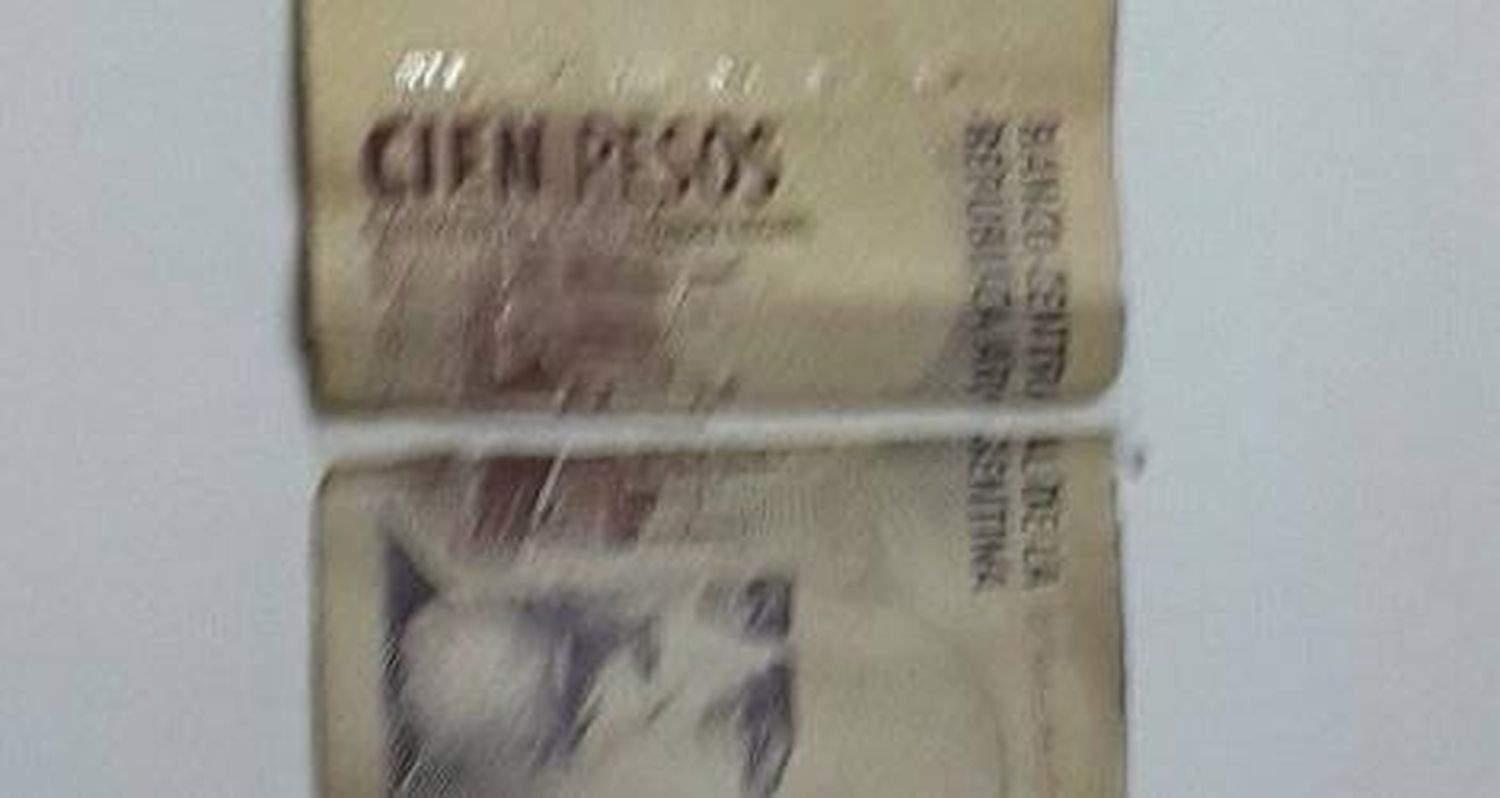 CIEN PESOS
BANCO CENTRAL DE LA
REPUBLICA ARGENTINA